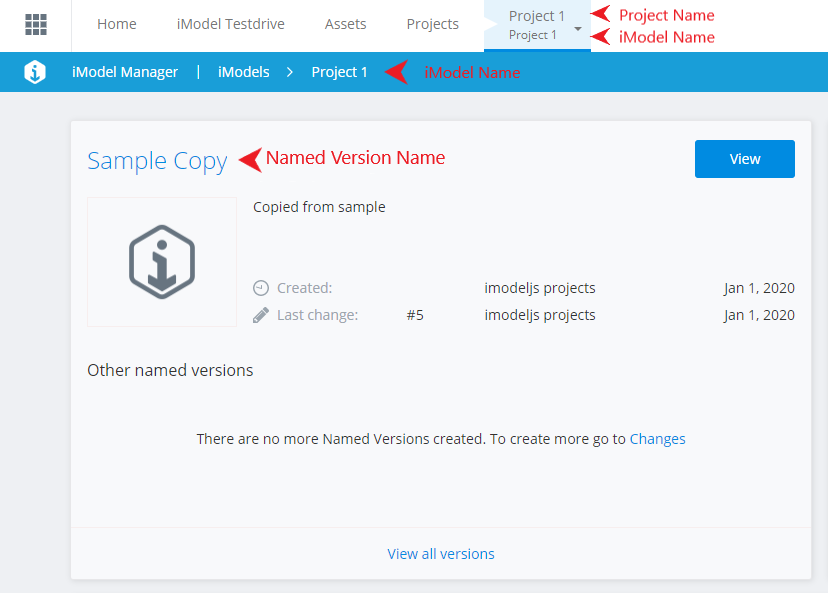 Home iModel Testdrive Assets Projects Project 1 Project Name
Project 1 iModel Name
iModel Manager | iModels > Project 1 iModel Name
Sample Copy Named Version Name View
Copied from sample
Created: imodeljs projects Jan 1, 2020
Last change: #5 imodeljs projects Jan 1, 2020
Other named versions
There are no more Named Versions created. To create more go to Changes
View all versions